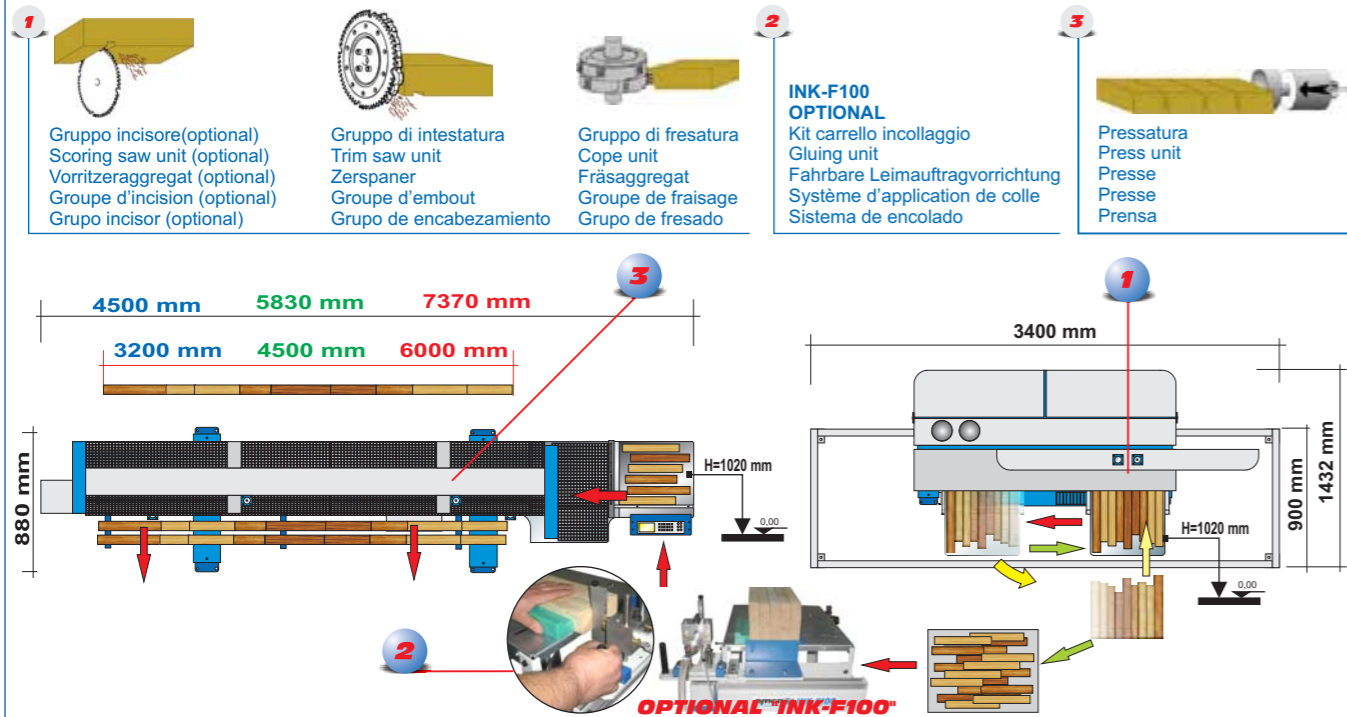 1
Gruppo incisore(optional)
Scoring saw unit (optional)
Vorritzeraggregat (optional)
Groupe d'incision (optional)
Grupo incisor (optional)
Gruppo di intestatura
Trim saw unit
Zerspaner
Groupe d'embout
Grupo de encabezamiento
Gruppo di fresatura
Cope unit
Fräsaggregat
Groupe de fraisage
Grupo de fresado
2
INK-F100
OPTIONAL
Kit carrello incollaggio
Gluing unit
Fahrbare Leimauftragvorrichtung
Système d'application de colle
Sistema de encolado
3
Pressatura
Press unit
Presse
Presse
Prensa
3
4500 mm 5830 mm 7370 mm
3200 mm 4500 mm 6000 mm
880 mm
H=1020 mm
0,00
1
3400 mm
1432 mm
900 mm
H=1020 mm
0,00
2
OPTIONAL "INK-F100"